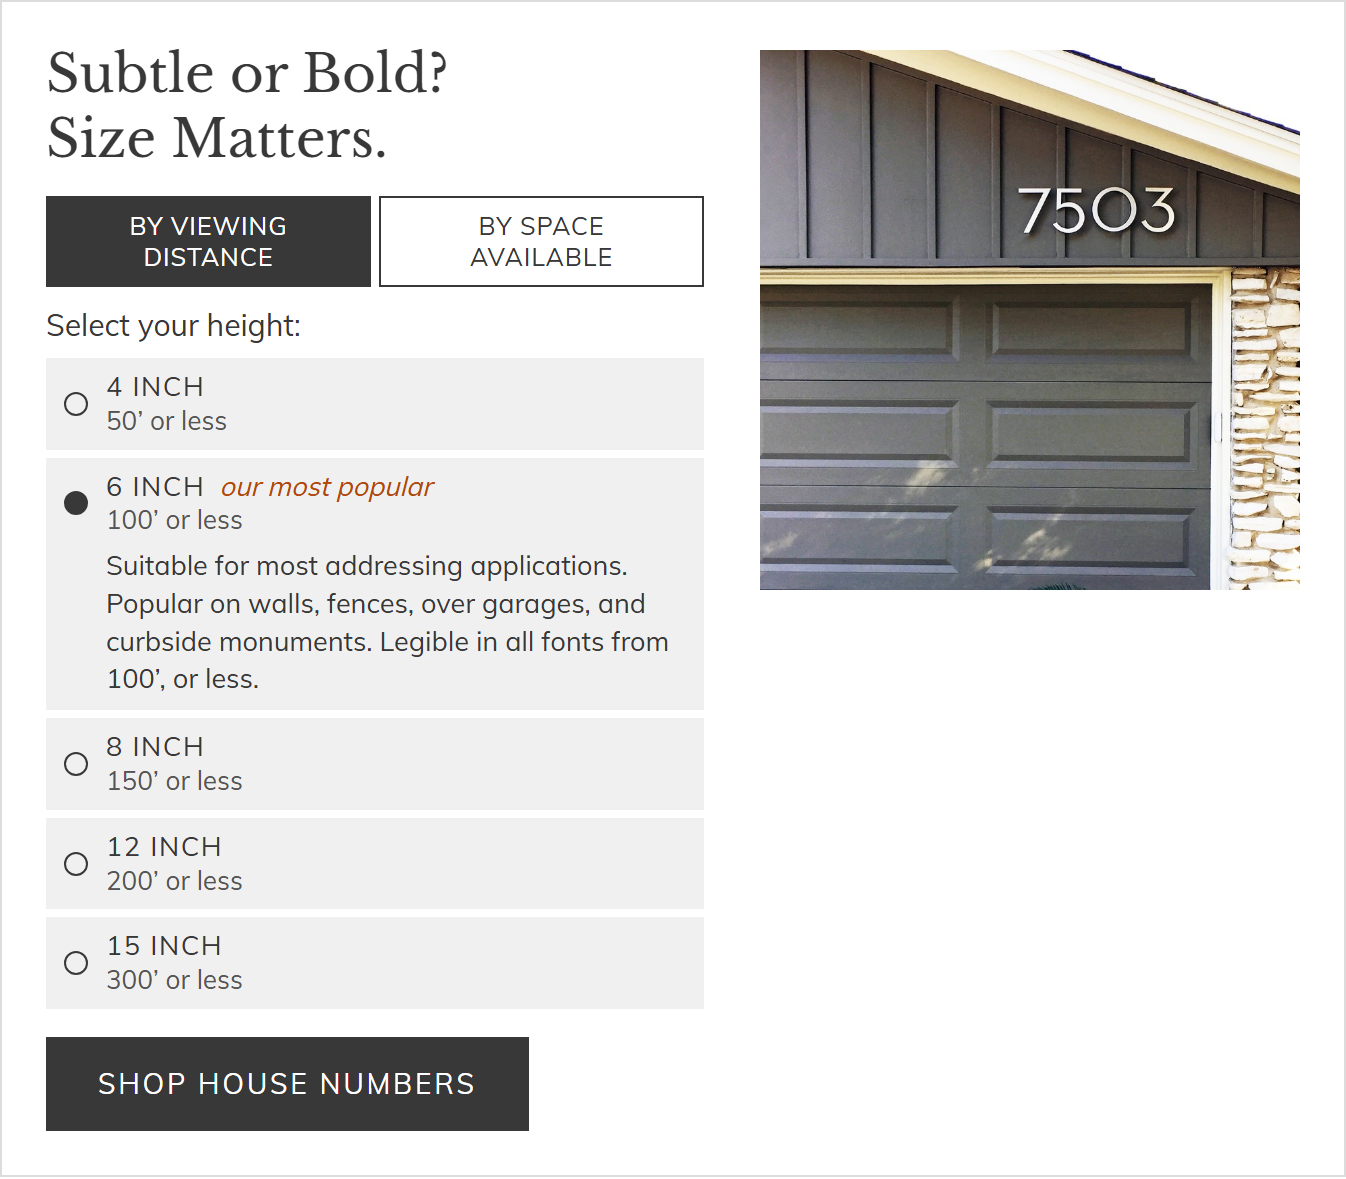 Subtle or Bold?
Size Matters.
BY VIEWING
DISTANCE
BY SPACE
AVAILABLE
Select your height:
4 INCH
50’ or less
6 INCH our most popular
100’ or less
Suitable for most addressing applications.
Popular on walls, fences, over garages, and
curbside monuments. Legible in all fonts from
100’, or less.
8 INCH
150’ or less
12 INCH
200’ or less
15 INCH
300’ or less
SHOP HOUSE NUMBERS
7503